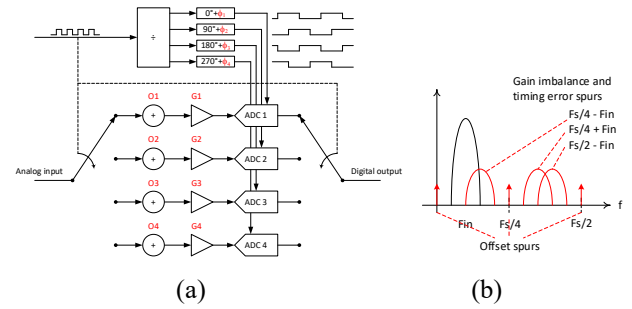 ÷
0°+ϕ₁
90°+ϕ₂
180°+ϕ₃
270°+ϕ₄
O1 G1
+ ADC 1
O2 G2
+ ADC 2
Analog input
Digital output
O3 G3
+ ADC 3
O4 G4
+ ADC 4
(a)
Gain imbalance and
timing error spurs
Fs/4 - Fin
Fs/4 + Fin
Fs/2 - Fin
f
Fin Fs/4 Fs/2
Offset spurs
(b)